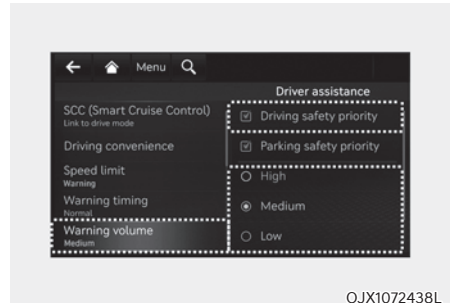 Menu
Driver assistance
SCC (Smart Cruise Control)
Link to drive mode
Driving convenience
Speed limit
Warning
Warning timing
Normal
Warning volume
Medium
Driving safety priority
Parking safety priority
High
Medium
Low
OJX1072438L